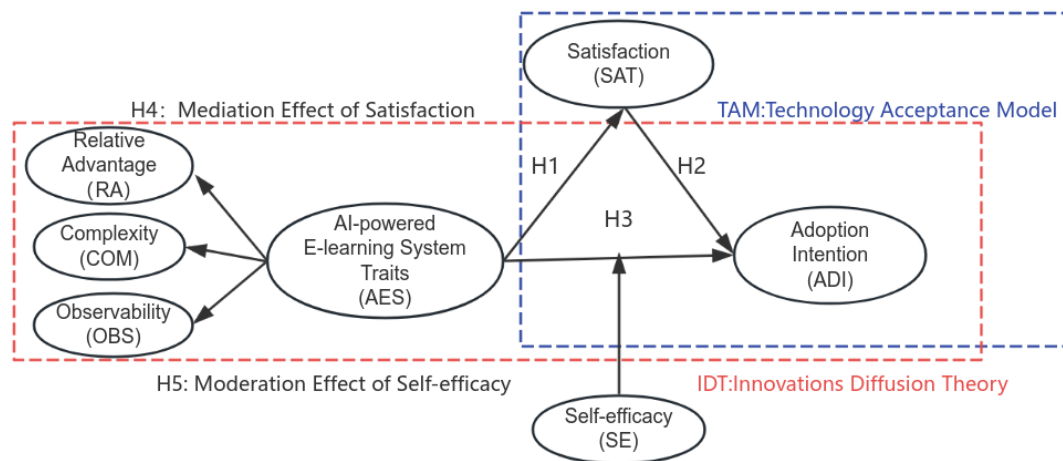 Satisfaction
(SAT)
H4：Mediation Effect of Satisfaction
TAM:Technology Acceptance Model
Relative
Advantage
(RA)
H1
H2
H3
Complexity
(COM)
AI-powered
E-learning System
Traits
(AES)
Adoption
Intention
(ADI)
Observability
(OBS)
H5: Moderation Effect of Self-efficacy
IDT:Innovations Diffusion Theory
Self-efficacy
(SE)